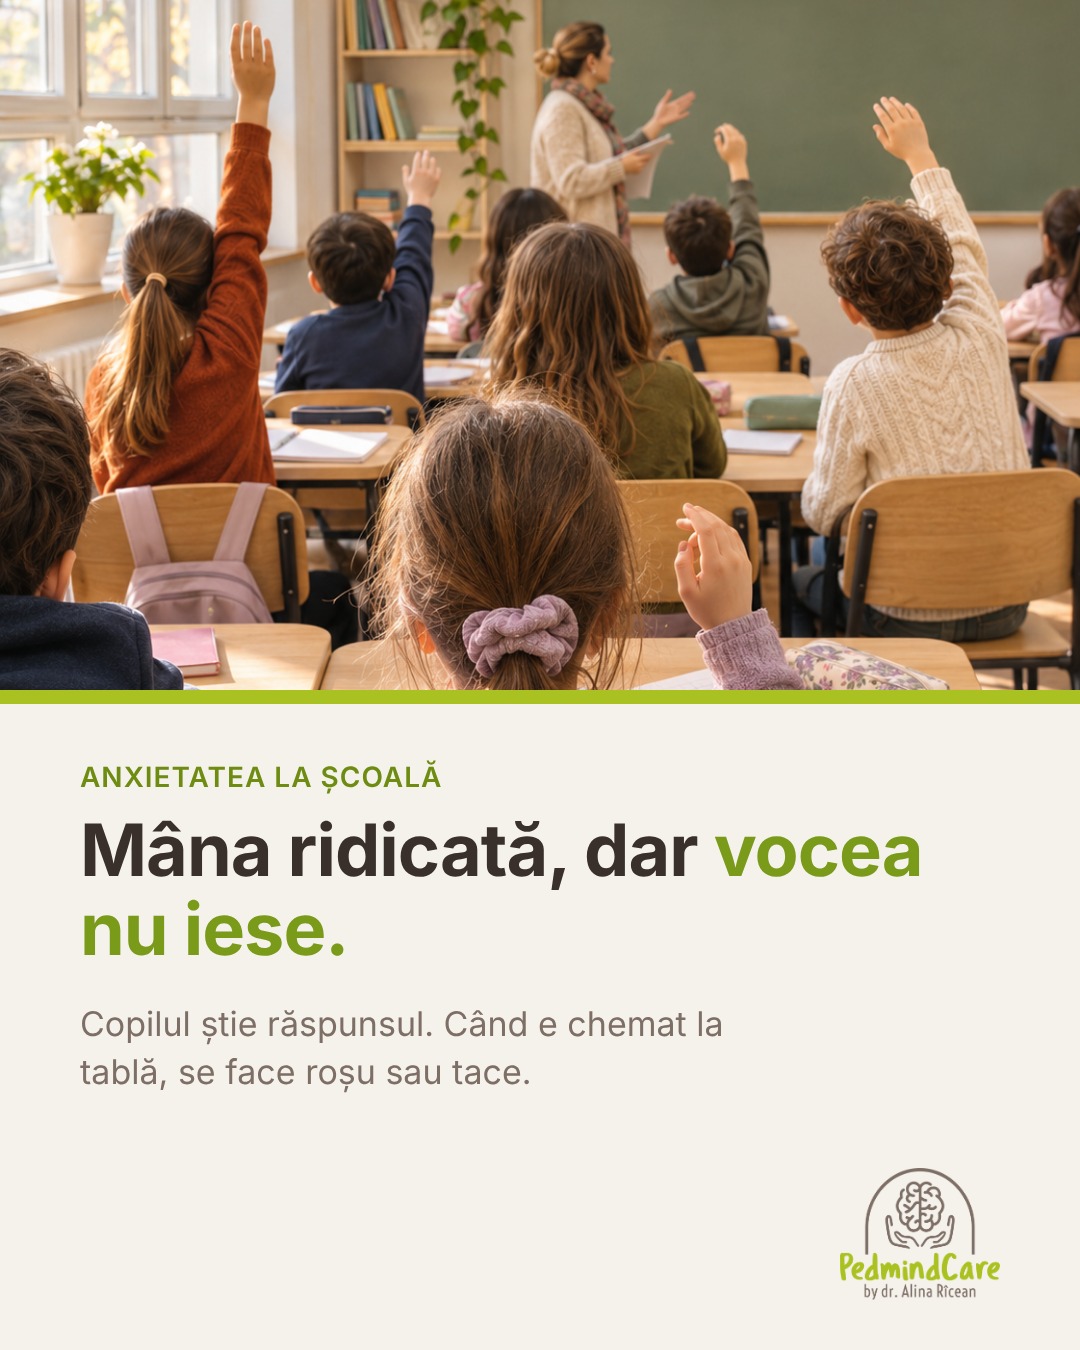 ANXIETATEA LA ȘCOALĂ
Mâna ridicată, dar vocea
nu iese.
Copilul știe răspunsul. Când e chemat la
tablă, se face roșu sau tace.
PedmindCare
by dr. Alina Rîcean